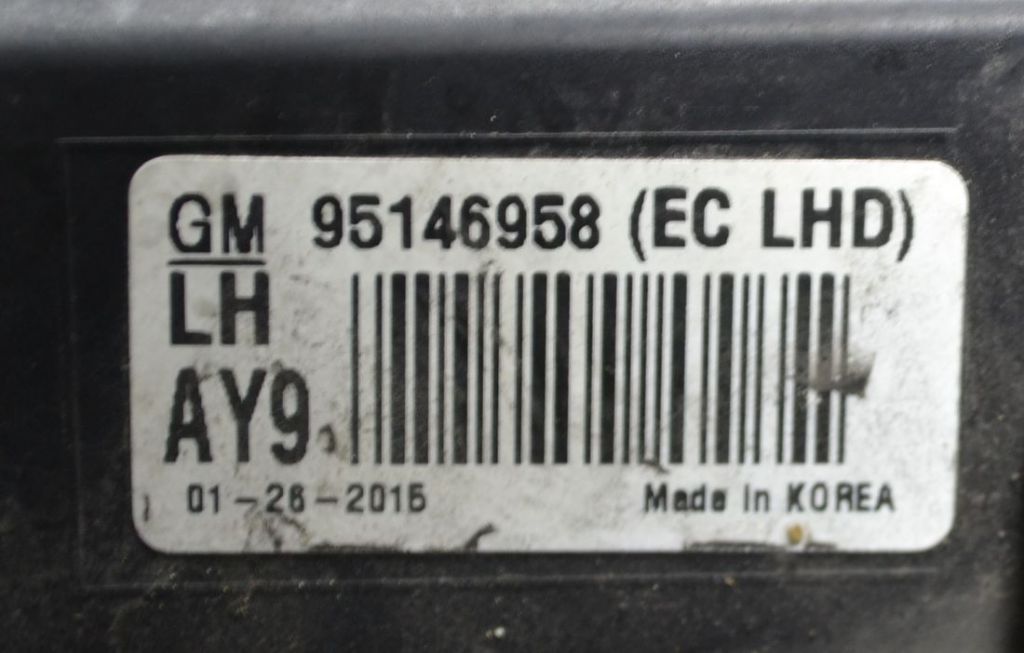 GM 95146958 (EC LHD)
LH
AY9
01-26-2015
Made in KOREA